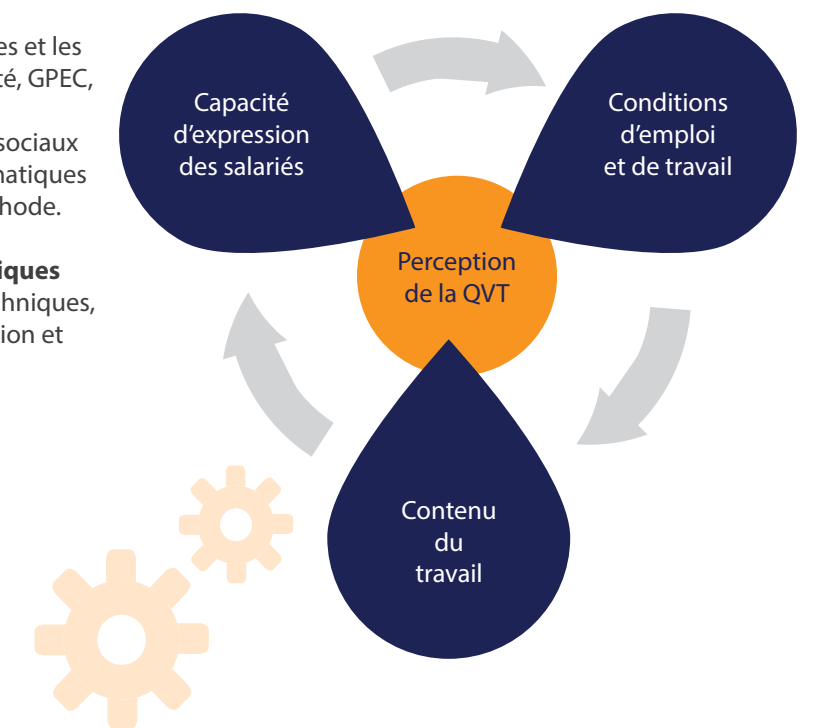 es et les
té, GPEC,
sociaux
natiques
hode.
iques
hniques,
ion et
Capacité
d’expression
des salariés
Conditions
d’emploi
et de travail
Perception
de la QVT
Contenu
du
travail